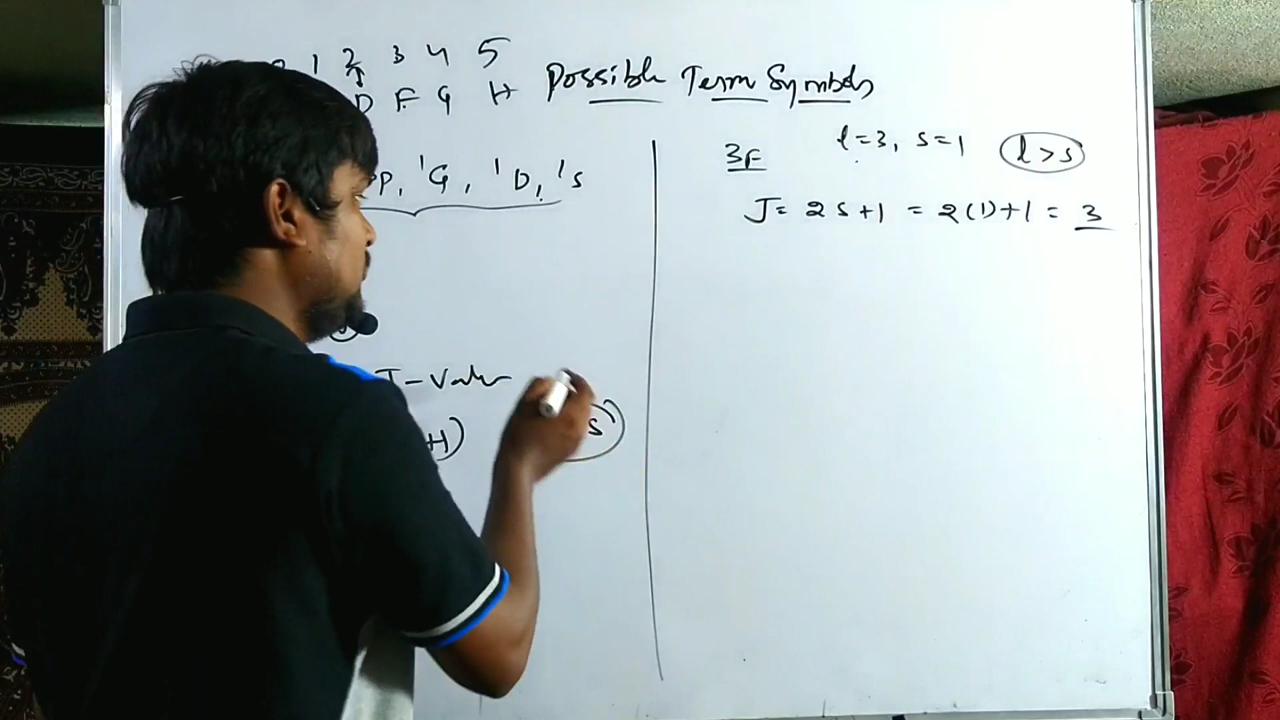 1 2 3 4 5
D F G H Possible Term Symbols
P, ¹G, ¹D, ¹S
3F l=3, s=1 l>s
J= 2s+1 = 2(1)+1 = 3
J-Value
+1) s)